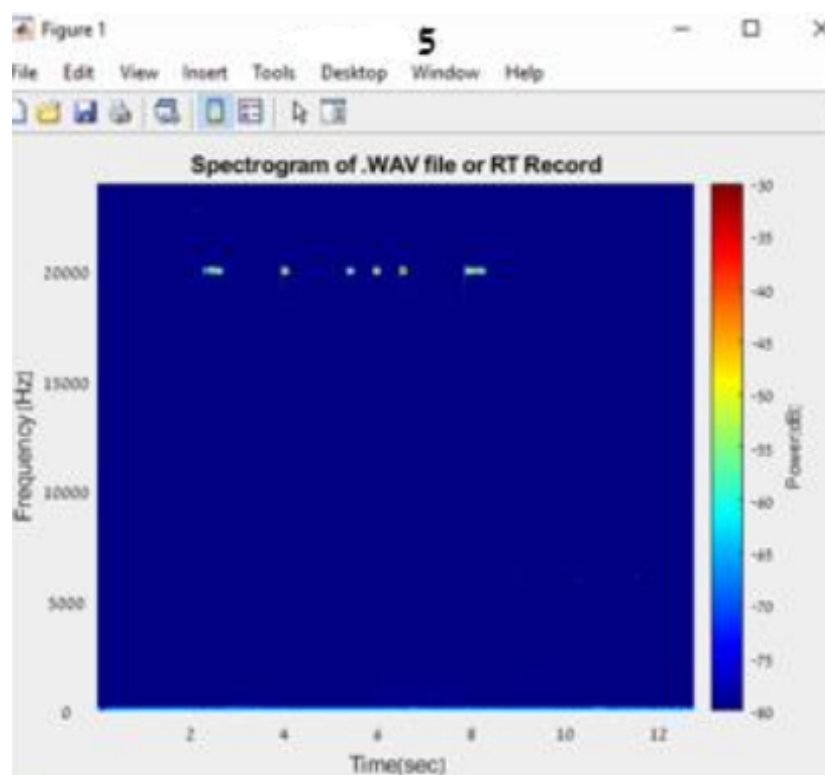 Figure 1
5
File Edit View Insert Tools Desktop Window Help
Spectrogram of .WAV file or RT Record
20000
15000
10000
5000
0
Frequency (Hz)
2 4 6 8 10 12
Time(sec)
-30
-35
-40
-45
-50
-55
-60
-65
-70
-75
-80
Power(dB)